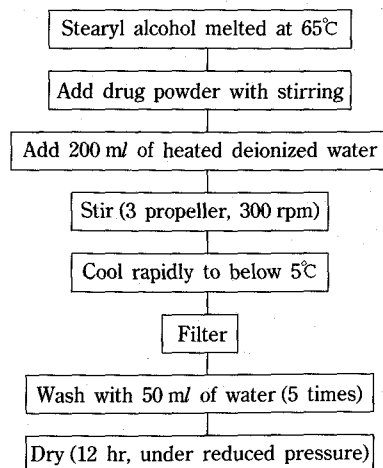 Stearyl alcohol melted at 65℃
Add drug powder with stirring
Add 200 ml of heated deionized water
Stir (3 propeller, 300 rpm)
Cool rapidly to below 5℃
Filter
Wash with 50 ml of water (5 times)
Dry (12 hr, under reduced pressure)